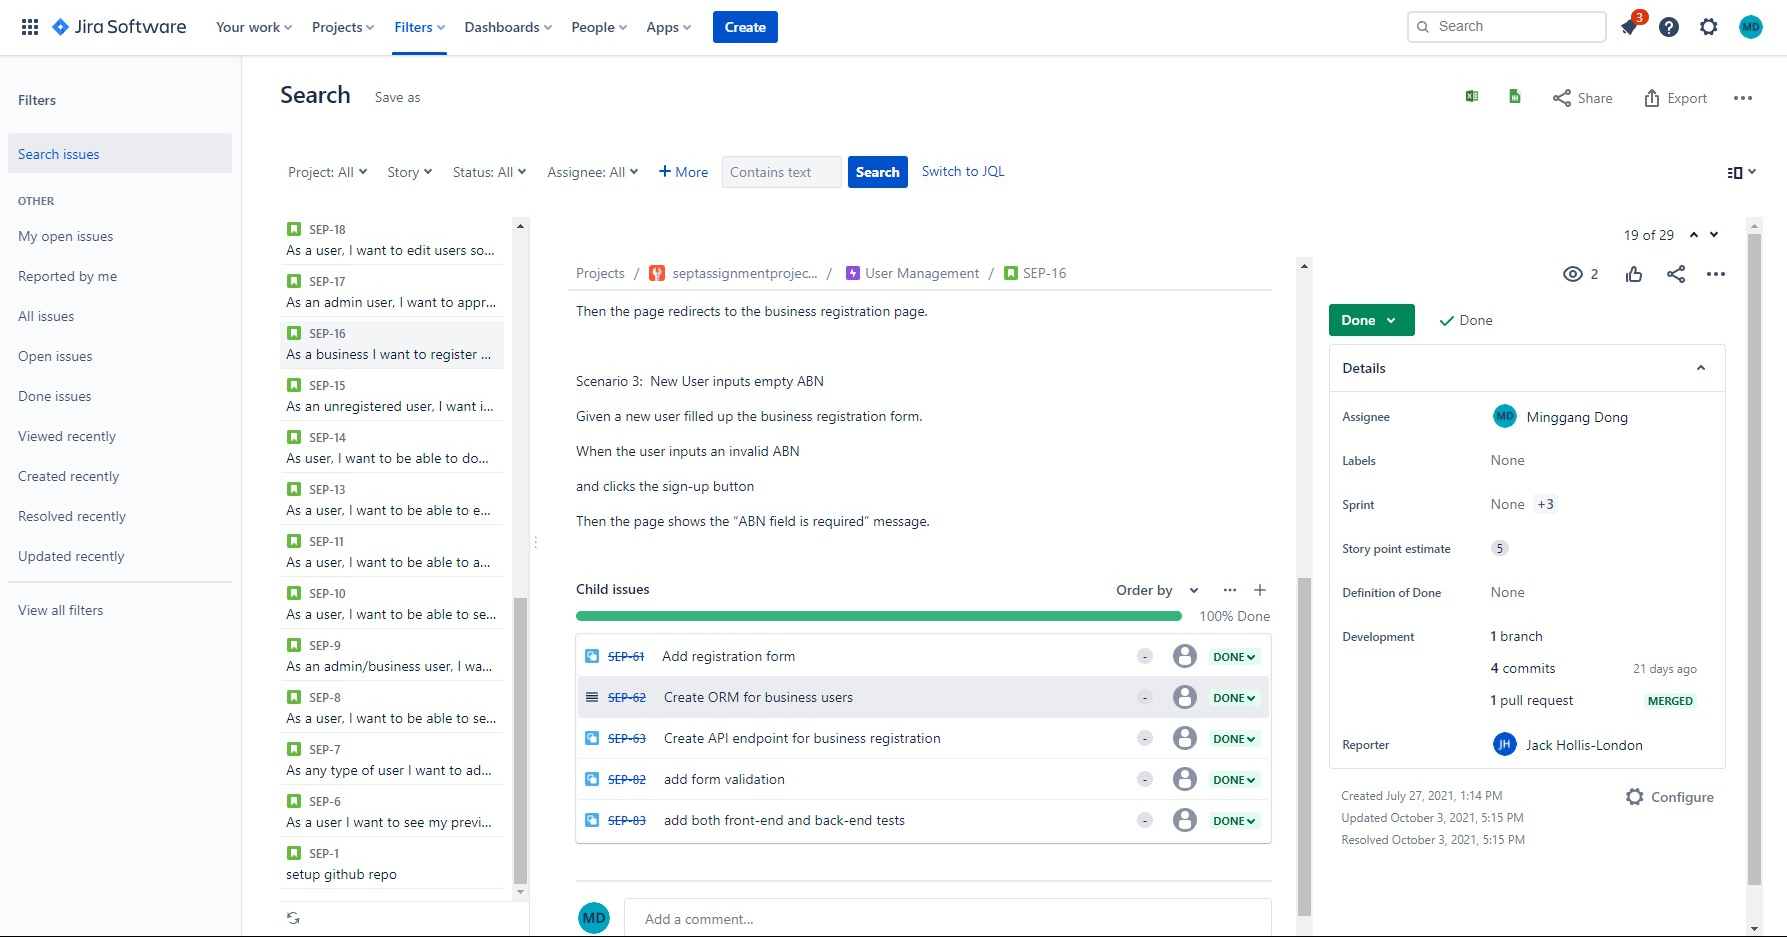 Jira Software
Your work
Projects
Filters
Dashboards
People
Apps
Create
Search
3
MD
Filters
Search issues
OTHER
My open issues
Reported by me
All issues
Open issues
Done issues
Viewed recently
Created recently
Resolved recently
Updated recently
View all filters
Search
Save as
Share
Export
Project: All
Story
Status: All
Assignee: All
+ More
Contains text
Search
Switch to JQL
SEP-18
As a user, I want to edit users so...
SEP-17
As an admin user, I want to appr...
SEP-16
As a business I want to register ...
SEP-15
As an unregistered user, I want i...
SEP-14
As user, I want to be able to do...
SEP-13
As a user, I want to be able to e...
SEP-11
As a user, I want to be able to a...
SEP-10
As a user, I want to be able to se...
SEP-9
As an admin/business user, I wa...
SEP-8
As a user, I want to be able to se...
SEP-7
As any type of user I want to ad...
SEP-6
As a user I want to see my previ...
SEP-1
setup github repo
Projects / septassignmentprojec... / User Management / SEP-16
Then the page redirects to the business registration page.
Scenario 3: New User inputs empty ABN
Given a new user filled up the business registration form.
When the user inputs an invalid ABN
and clicks the sign-up button
Then the page shows the “ABN field is required” message.
Child issues
Order by
100% Done
SEP-61 Add registration form - DONE
SEP-62 Create ORM for business users - DONE
SEP-63 Create API endpoint for business registration - DONE
SEP-82 add form validation - DONE
SEP-83 add both front-end and back-end tests - DONE
MD
Add a comment...
19 of 29
2
Done
Done
Details
Assignee MD Minggang Dong
Labels None
Sprint None +3
Story point estimate 5
Definition of Done None
Development 1 branch
4 commits 21 days ago
1 pull request MERGED
Reporter JH Jack Hollis-London
Created July 27, 2021, 1:14 PM
Configure
Updated October 3, 2021, 5:15 PM
Resolved October 3, 2021, 5:15 PM